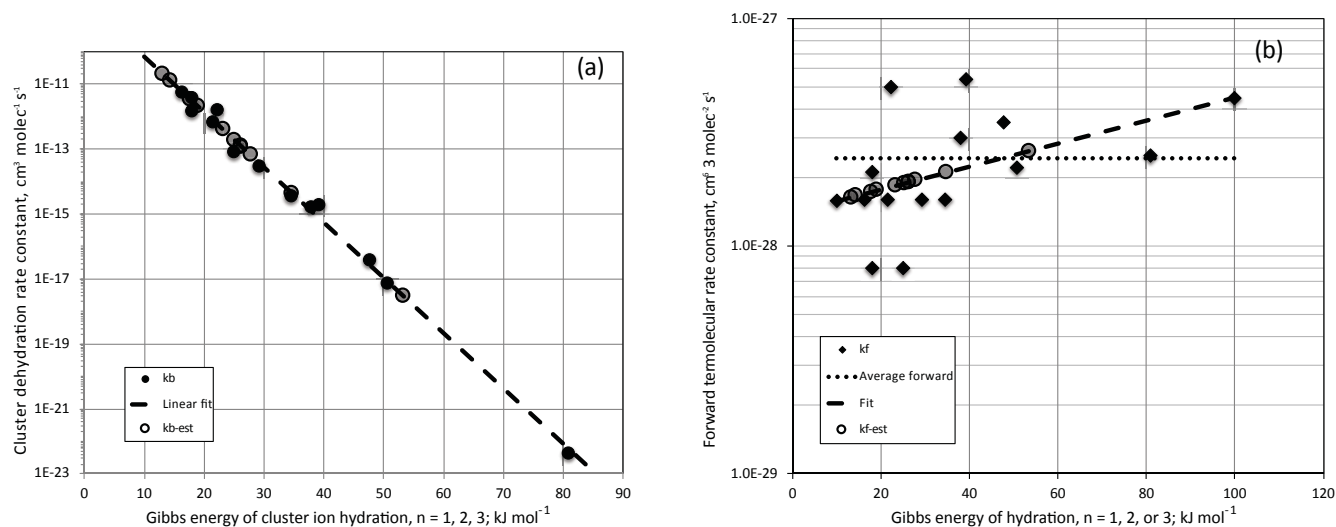 Cluster dehydration rate constant, cm³ molec⁻¹ s⁻¹
(a)
1E-11
1E-13
1E-15
1E-17
1E-19
1E-21
1E-23
kb
Linear fit
kb-est
0 10 20 30 40 50 60 70 80 90
Gibbs energy of cluster ion hydration, n = 1, 2, 3; kJ mol⁻¹
Forward termolecular rate constant, cm⁶ 3 molec⁻² s⁻¹
(b)
1.0E-27
1.0E-28
1.0E-29
kf
Average forward
Fit
kf-est
0 20 40 60 80 100 120
Gibbs energy of hydration, n = 1, 2, or 3; kJ mol⁻¹